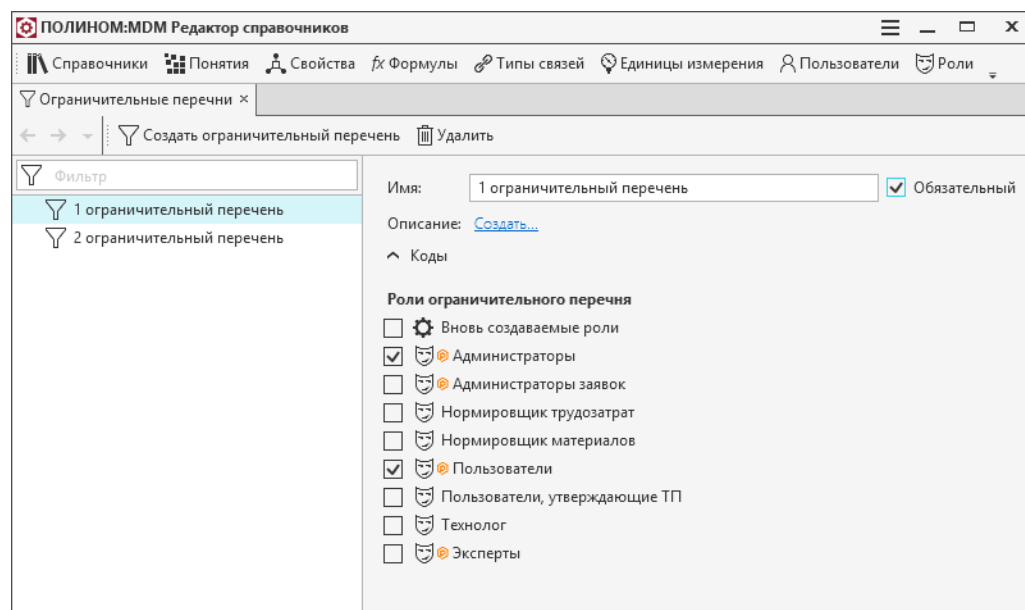 ПОЛИНОМ:MDM Редактор справочников
Справочники Понятия Свойства fx Формулы Типы связей Единицы измерения Пользователи Роли
Ограничительные перечни ×
Создать ограничительный перечень Удалить
Фильтр
1 ограничительный перечень
2 ограничительный перечень
Имя: 1 ограничительный перечень Обязательный
Описание: Создать...
Коды
Роли ограничительного перечня
Вновь создаваемые роли
Администраторы
Администраторы заявок
Нормировщик трудозатрат
Нормировщик материалов
Пользователи
Пользователи, утверждающие ТП
Технолог
Эксперты